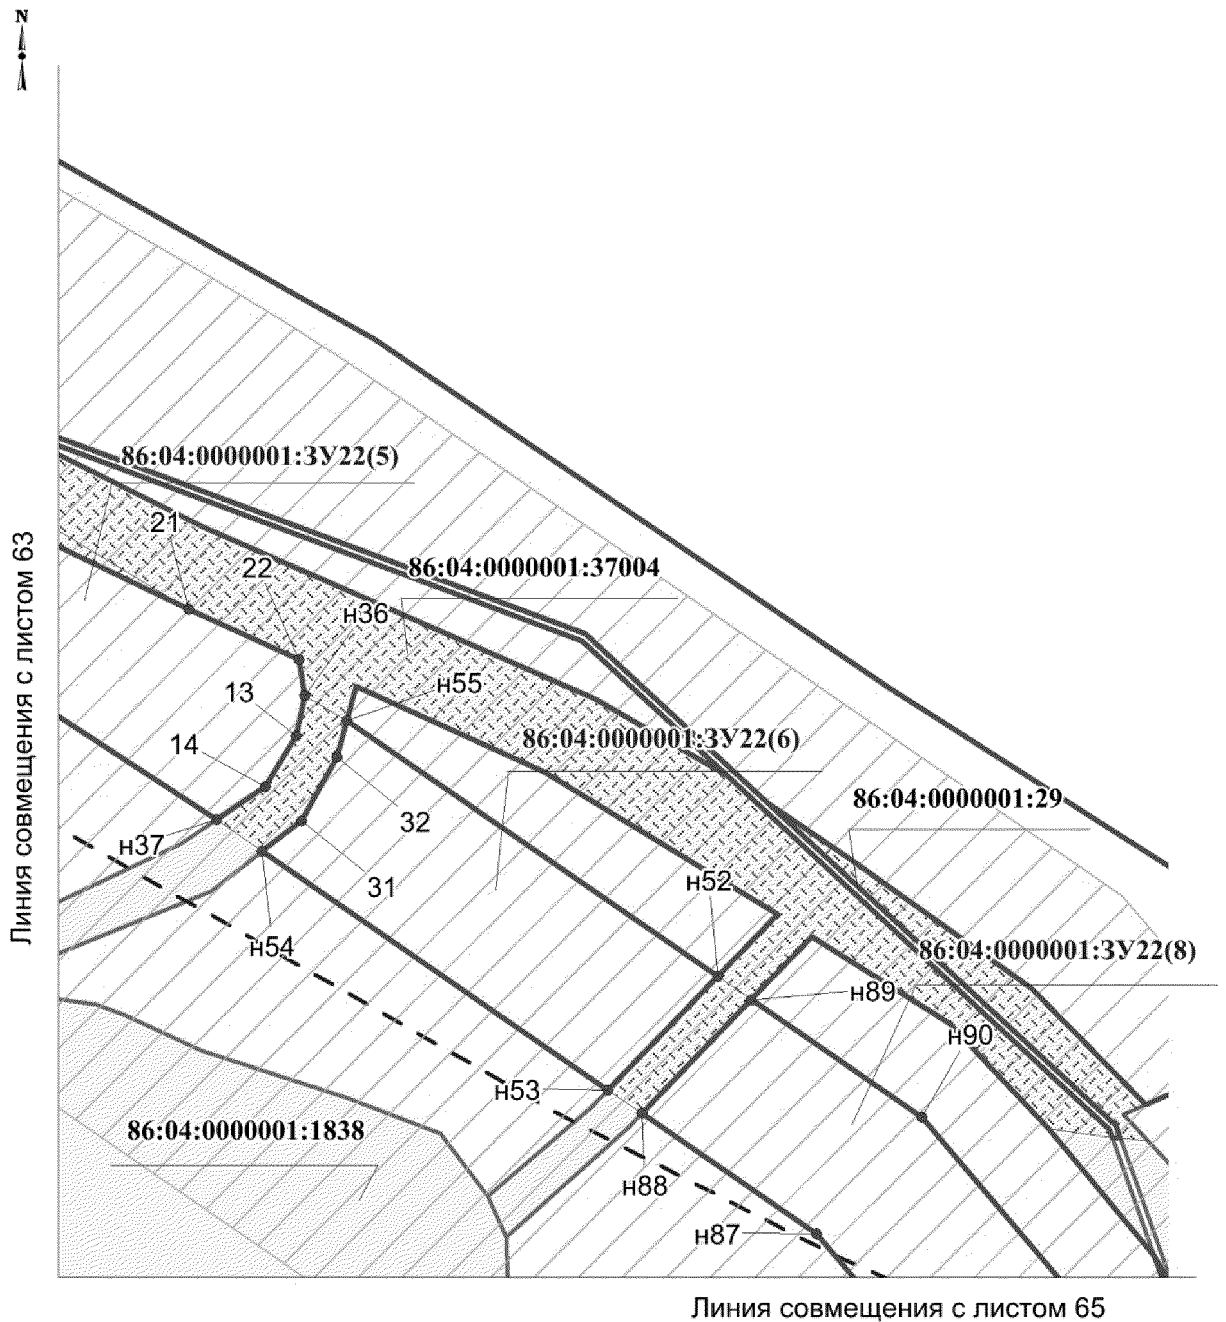 N
86:04:0000001:ЗУ22(5)
21
22
86:04:0000001:37004
н36
13
н55
14
86:04:0000001:ЗУ22(6)
86:04:0000001:29
32
н37
31
н52
н54
86:04:0000001:ЗУ22(8)
н89
н90
н53
86:04:0000001:1838
н88
н87
Линия совмещения с листом 63
Линия совмещения с листом 65